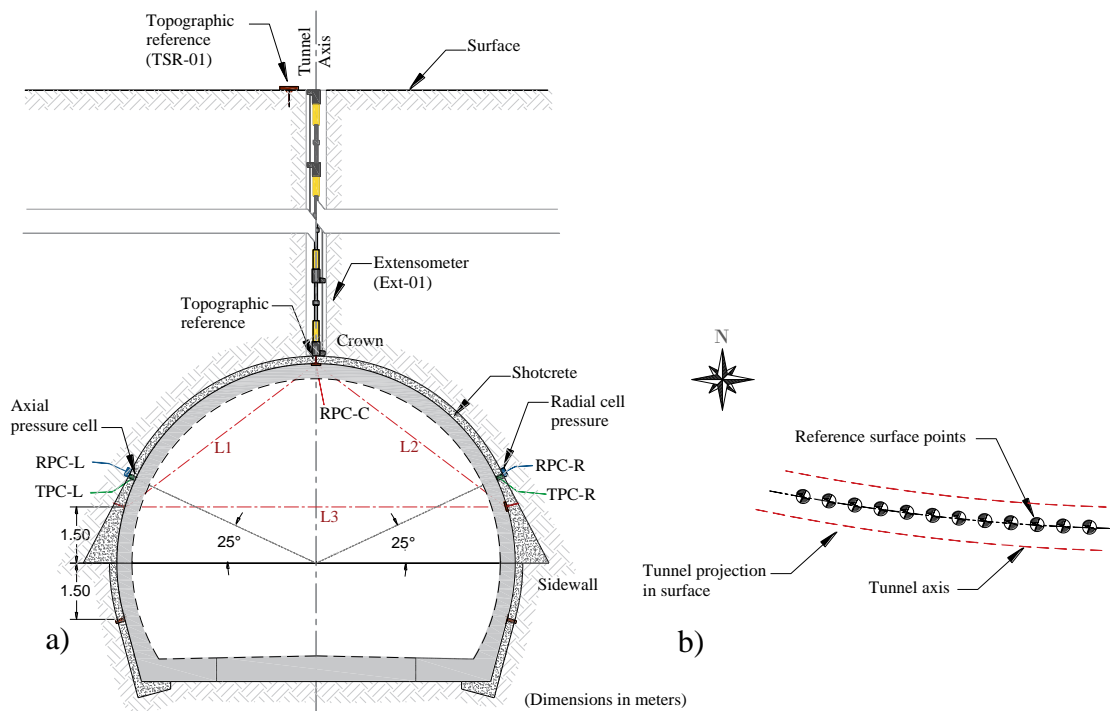 Topographic
reference
(TSR-01)
Tunnel
Axis
Surface
Extensometer
(Ext-01)
Topographic
reference
Crown
Shotcrete
RPC-C
Axial
pressure cell
Radial cell
pressure
L1
L2
RPC-L
RPC-R
TPC-L
TPC-R
L3
1.50
25°
25°
1.50
Sidewall
a)
(Dimensions in meters)
N
Reference surface points
Tunnel projection
in surface
Tunnel axis
b)